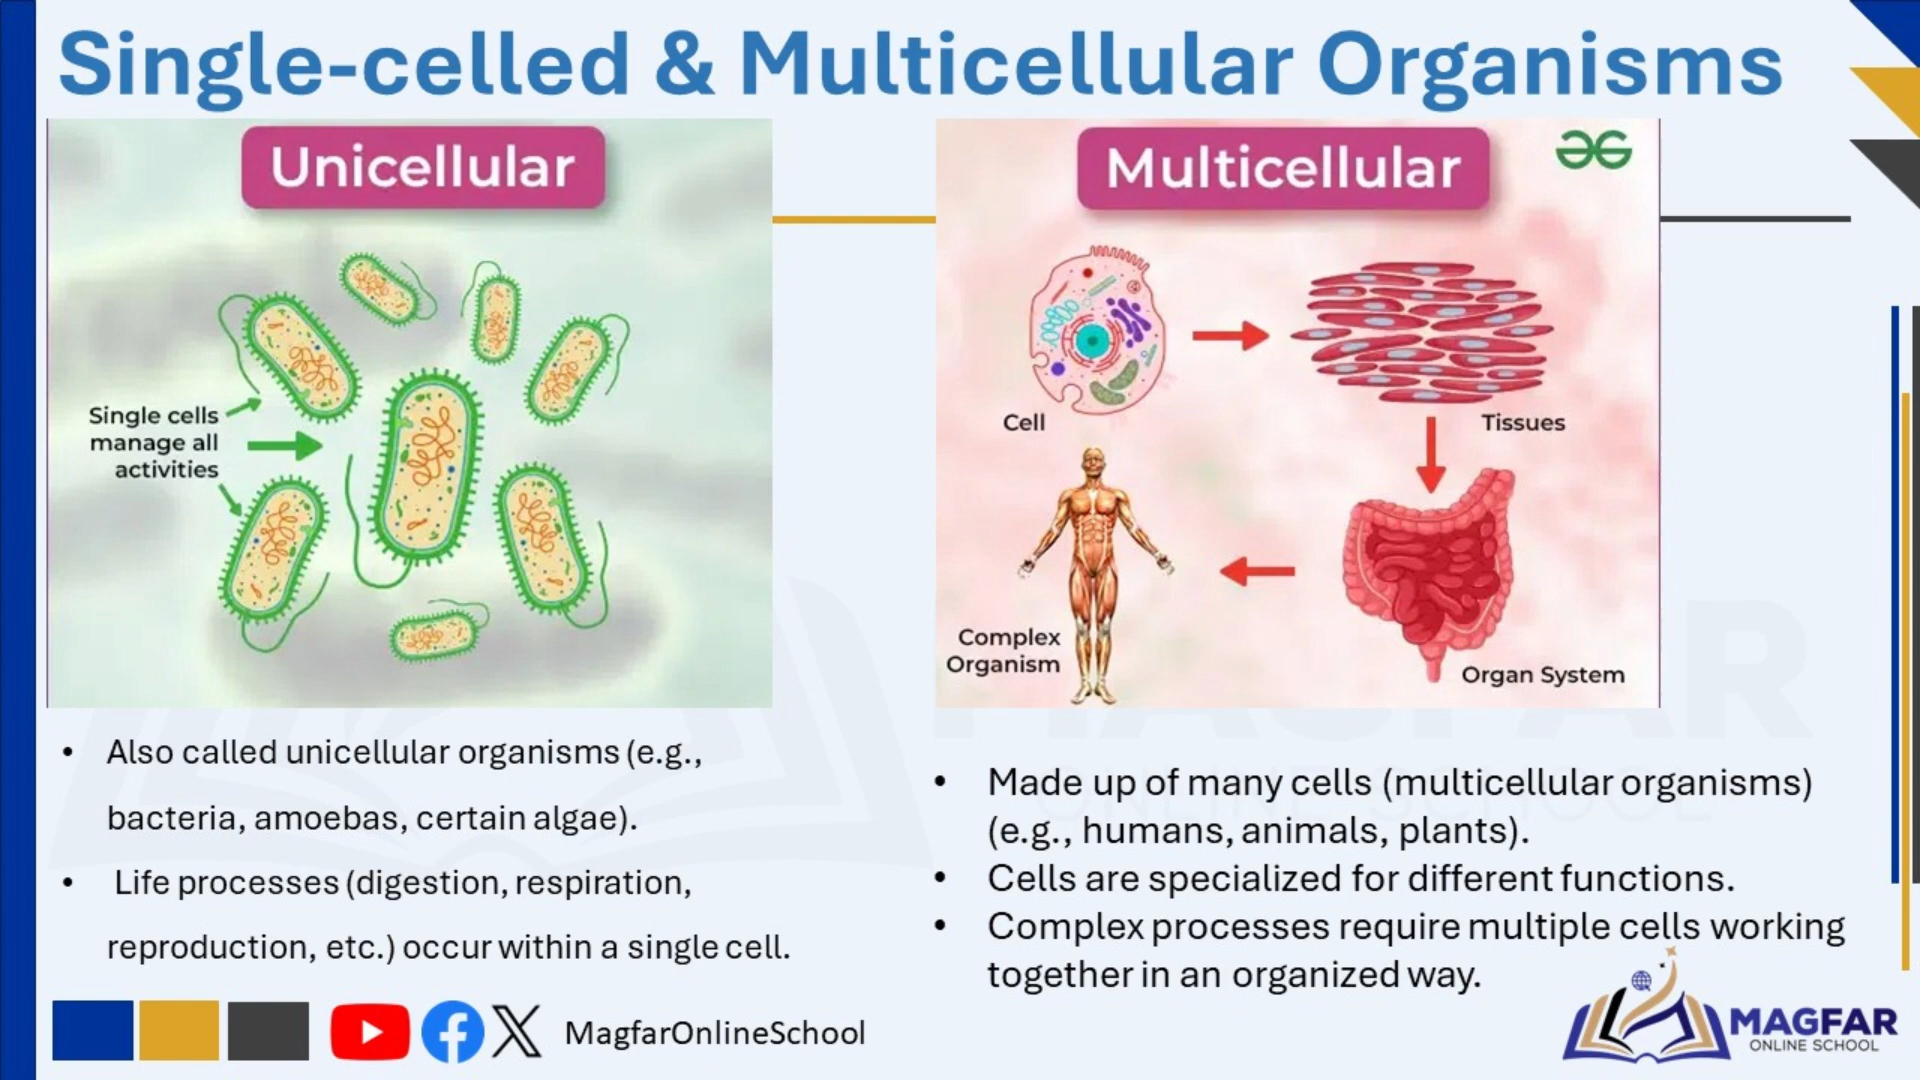 Single-celled & Multicellular Organisms
Unicellular
Single cells
manage all
activities
Multicellular
Cell
Tissues
Complex
Organism
Organ System
• Also called unicellular organisms (e.g.,
bacteria, amoebas, certain algae).
• Life processes (digestion, respiration,
reproduction, etc.) occur within a single cell.
• Made up of many cells (multicellular organisms)
(e.g., humans, animals, plants).
• Cells are specialized for different functions.
• Complex processes require multiple cells working
together in an organized way.
MagfarOnlineSchool
MAGFAR
ONLINE SCHOOL